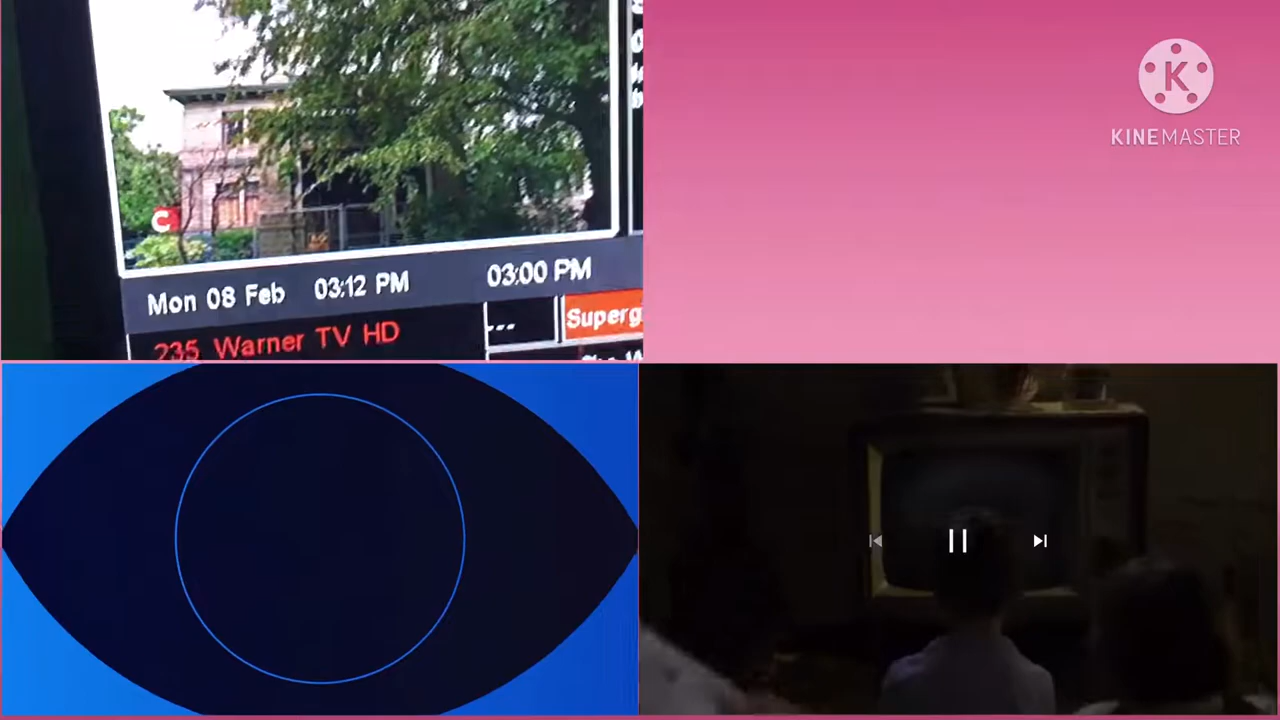 C
Mon 08 Feb 03:12 PM 03:00 PM
235 Warner TV HD --- Superg
K
KINEMASTER